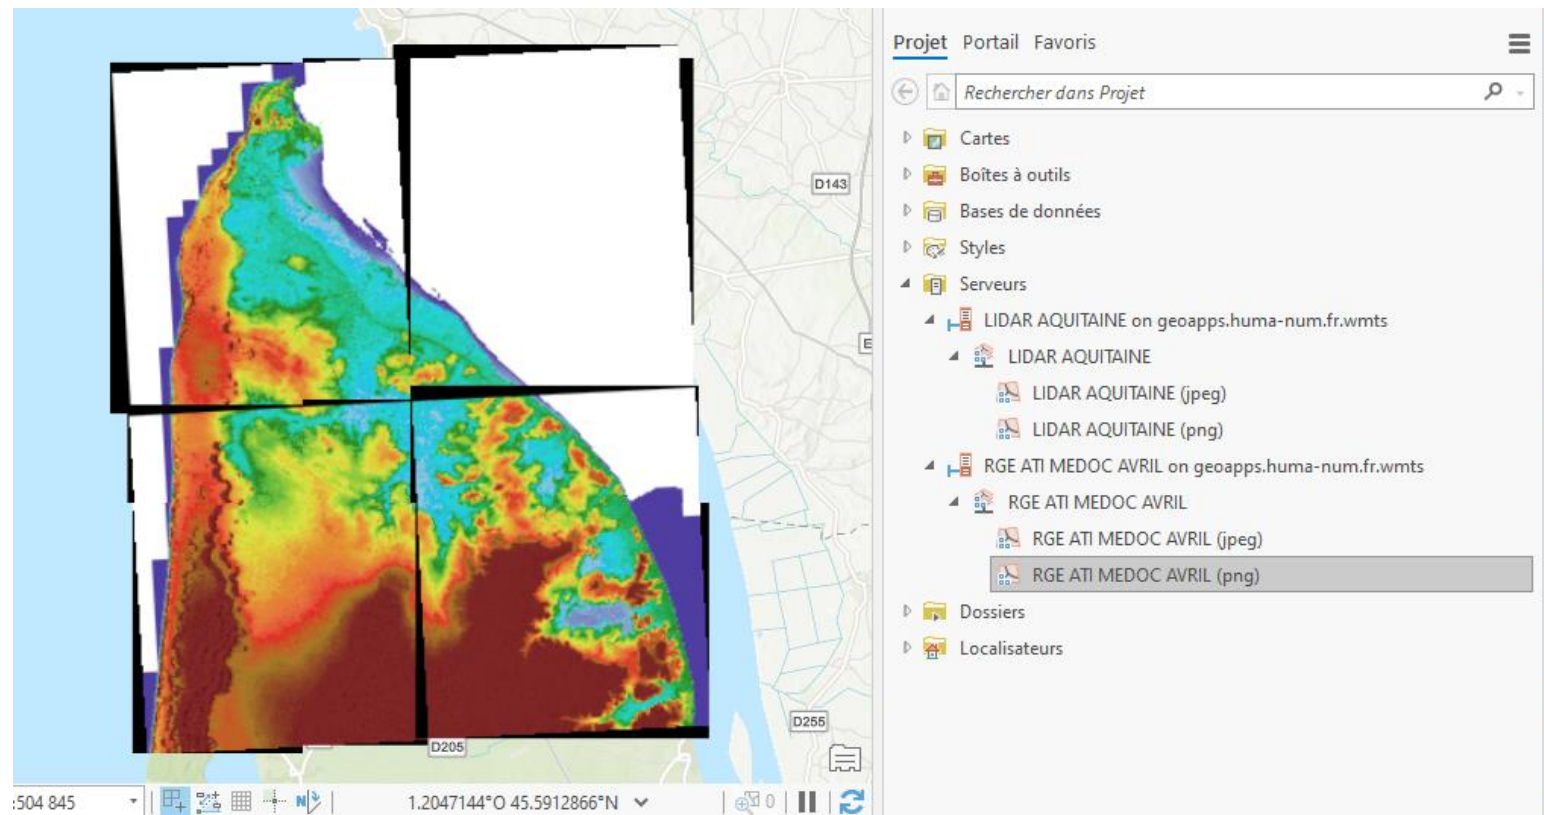 D143
E
D255
D205
:504 845
N
1.2047144°O 45.5912866°N
0
Projet Portail Favoris
Rechercher dans Projet
Cartes
Boîtes à outils
Bases de données
Styles
Serveurs
LIDAR AQUITAINE on geoapps.huma-num.fr.wmts
LIDAR AQUITAINE
LIDAR AQUITAINE (jpeg)
LIDAR AQUITAINE (png)
RGE ATI MEDOC AVRIL on geoapps.huma-num.fr.wmts
RGE ATI MEDOC AVRIL
RGE ATI MEDOC AVRIL (jpeg)
RGE ATI MEDOC AVRIL (png)
Dossiers
Localisateurs